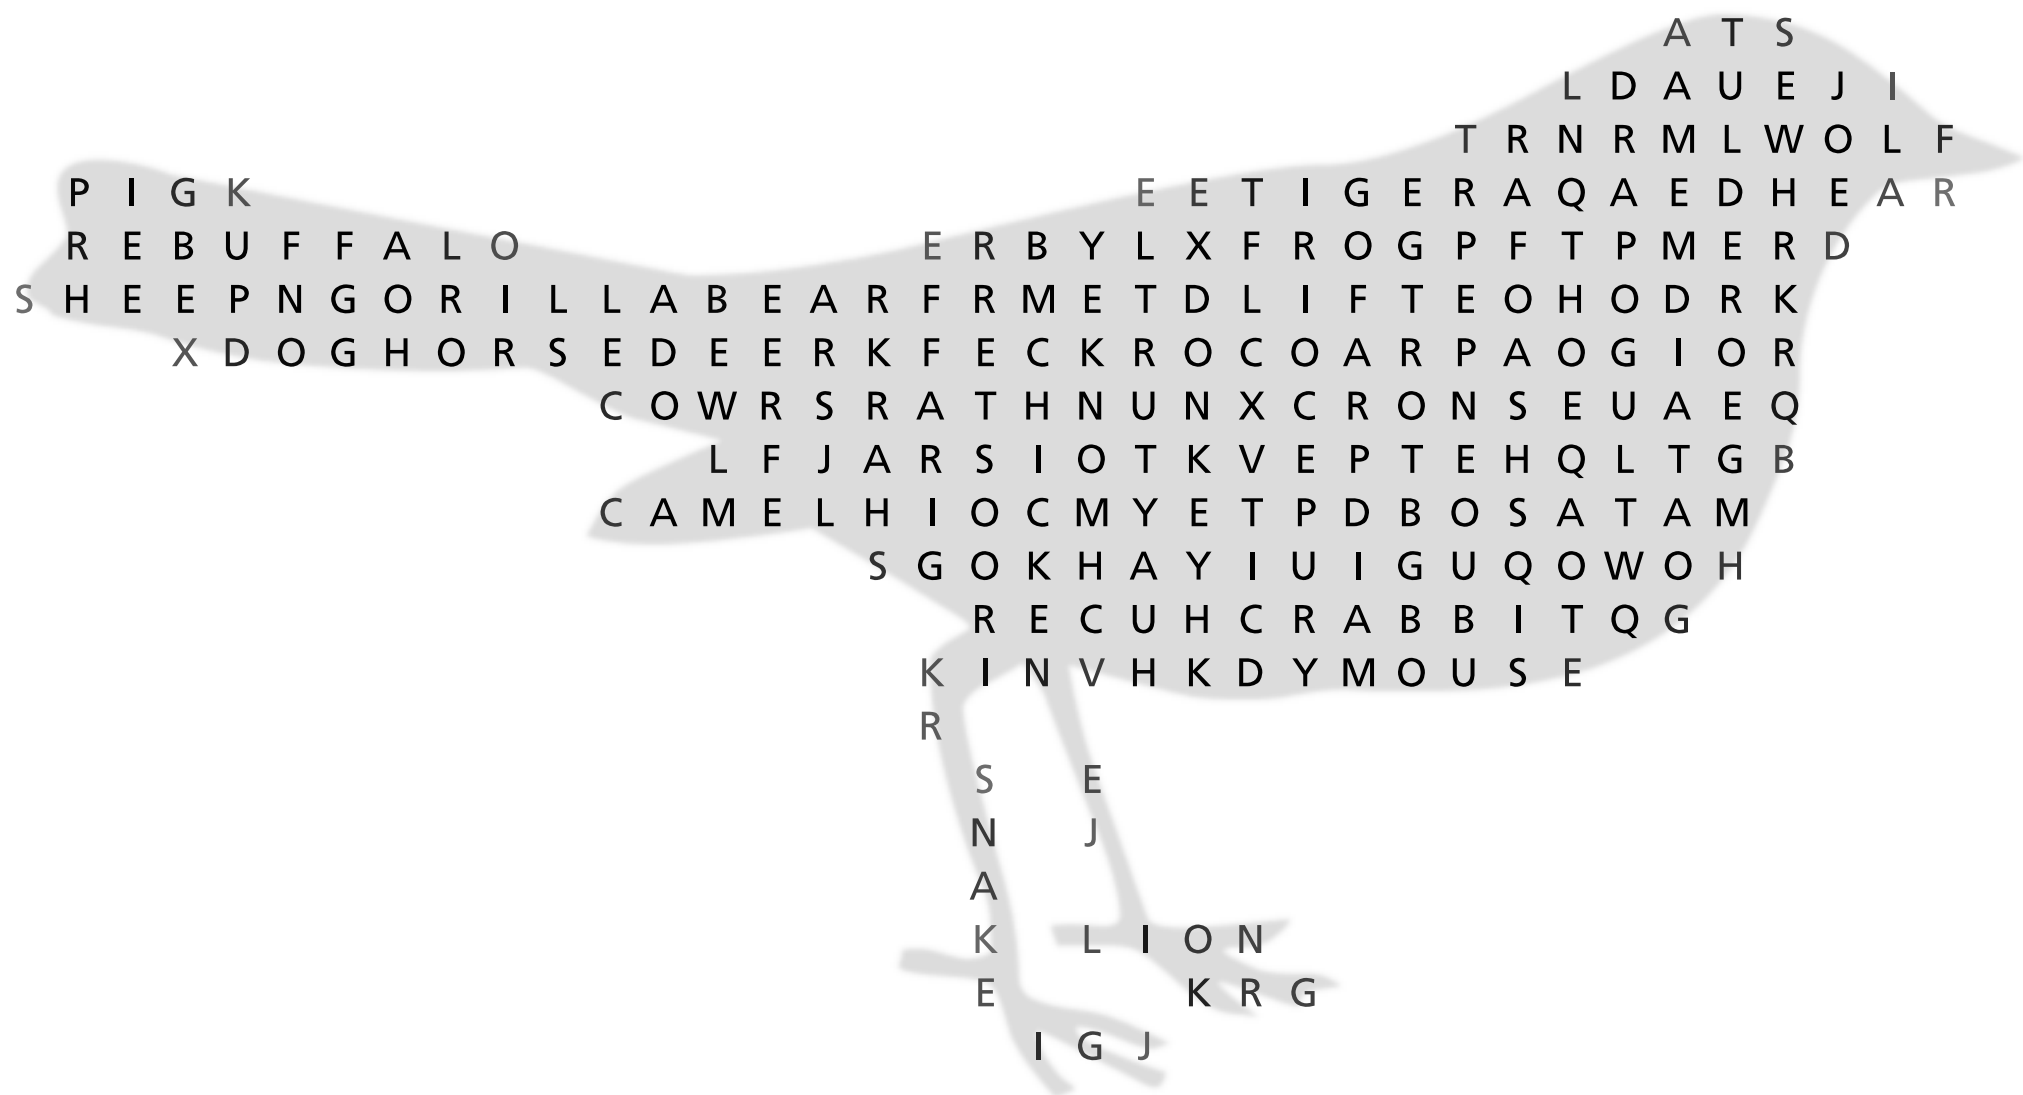 A T S
L D A U E J I
T R N R M L W O L F
P I G K E E T I G E R A Q A E D H E A R
R E B U F F A L O E R B Y L X F R O G P F T P M E R D
S H E E P N G O R I L L A B E A R F R M E T D L I F T E O H O D R K
X D O G H O R S E D E E R K F E C K R O C O A R P A O G I O R
C O W R S R A T H N U N X C R O N S E U A E Q
L F J A R S I O T K V E P T E H Q L T G B
C A M E L H I O C M Y E T P D B O S A T A M
S G O K H A Y I U I G U Q O W O H
R E C U H C R A B B I T Q G
K I N V H K D Y M O U S E
R
S E
N J
A
K L I O N
E K R G
I G J